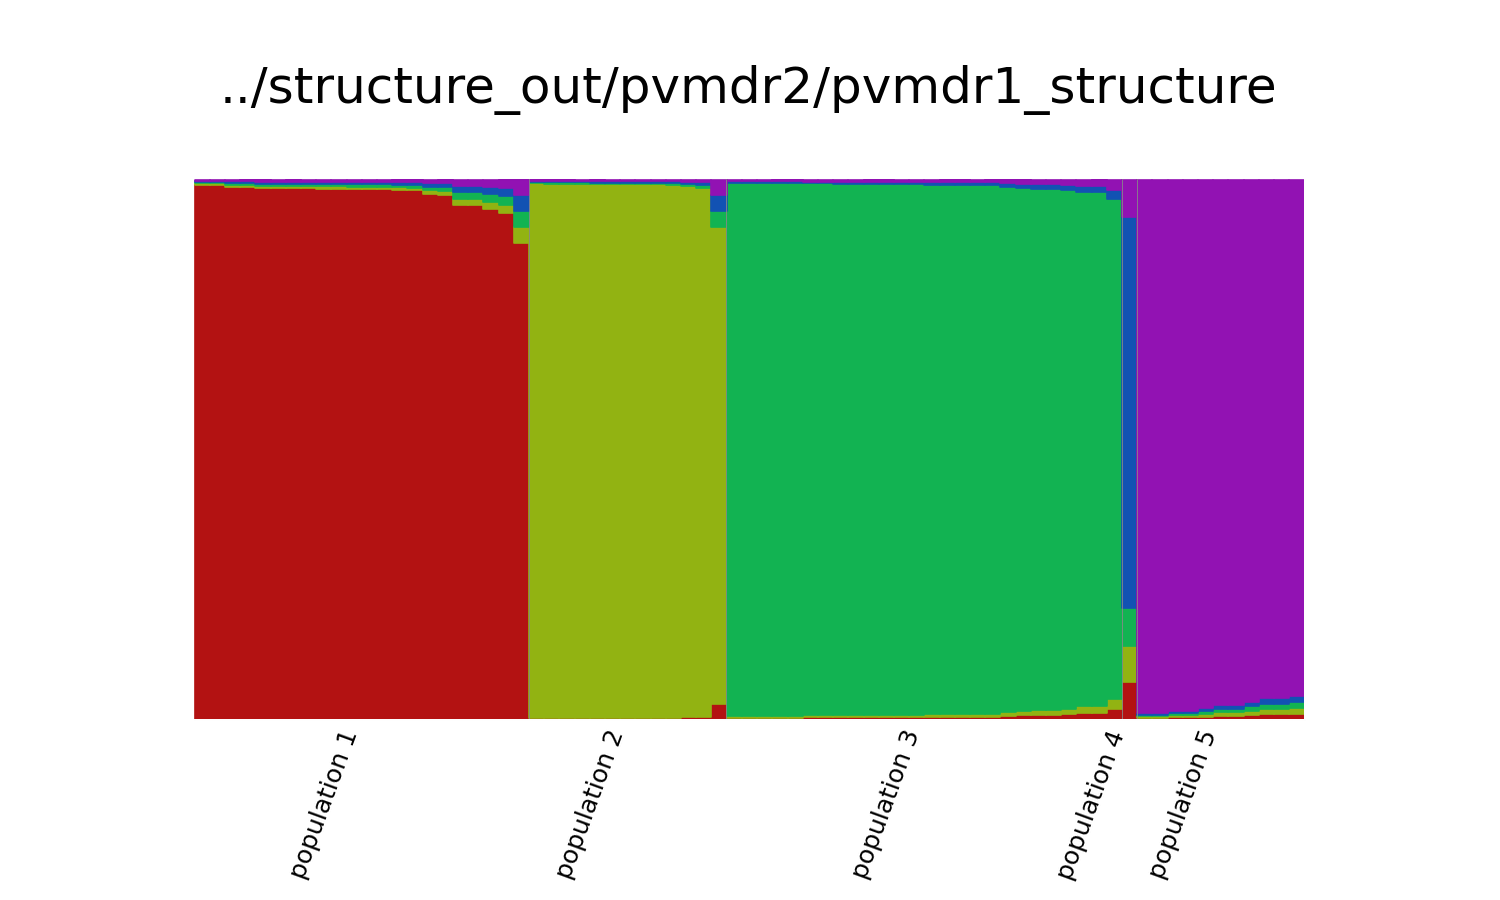 ../structure_out/pvmdr2/pvmdr1_structure
population 1
population 2
population 3
population 4
population 5